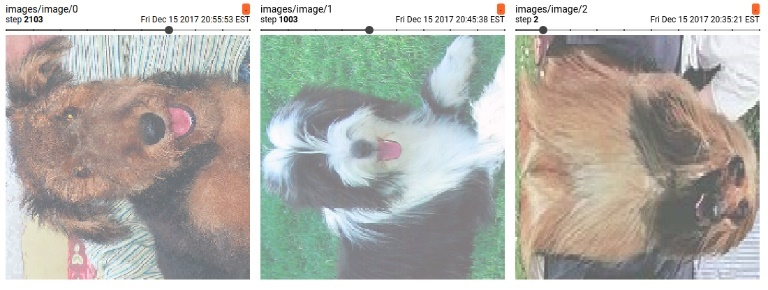 images/image/0
step 2103 Fri Dec 15 2017 20:55:53 EST
images/image/1
step 1003 Fri Dec 15 2017 20:45:38 EST
images/image/2
step 2 Fri Dec 15 2017 20:35:21 EST